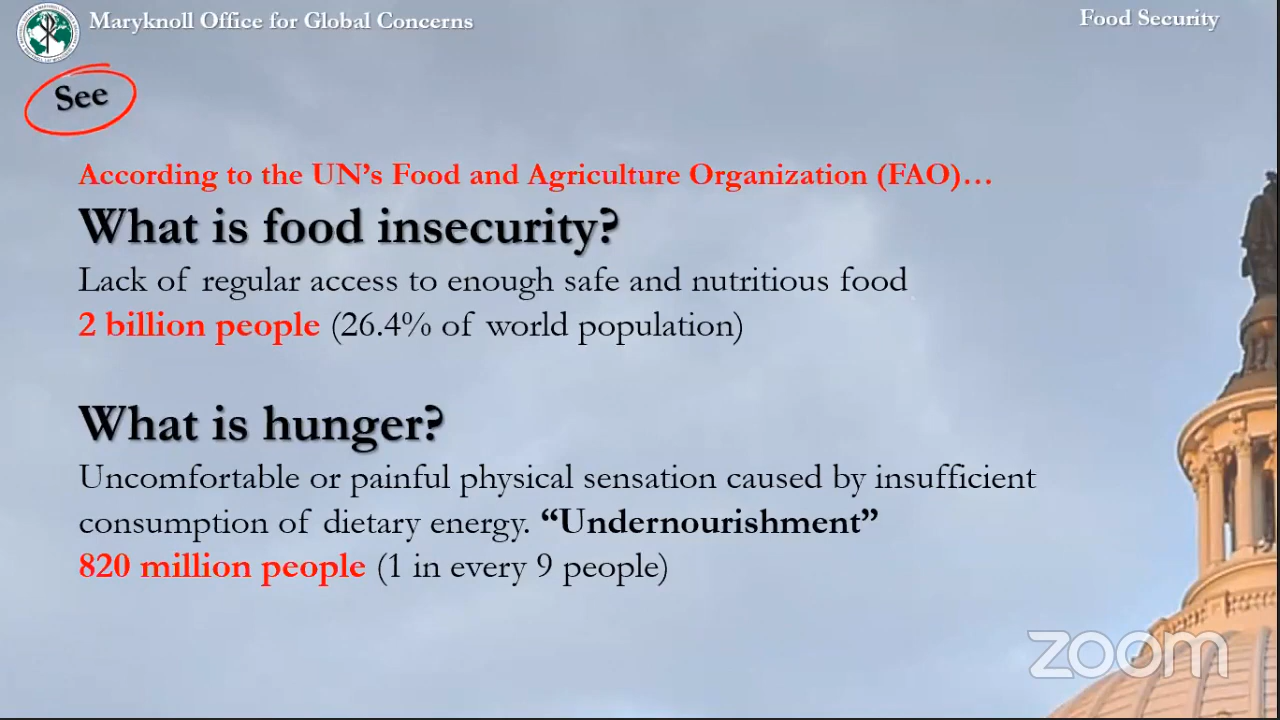 Maryknoll Office for Global Concerns
Food Security
See
According to the UN’s Food and Agriculture Organization (FAO)…
What is food insecurity?
Lack of regular access to enough safe and nutritious food
2 billion people (26.4% of world population)
What is hunger?
Uncomfortable or painful physical sensation caused by insufficient
consumption of dietary energy. “Undernourishment”
820 million people (1 in every 9 people)
zoom